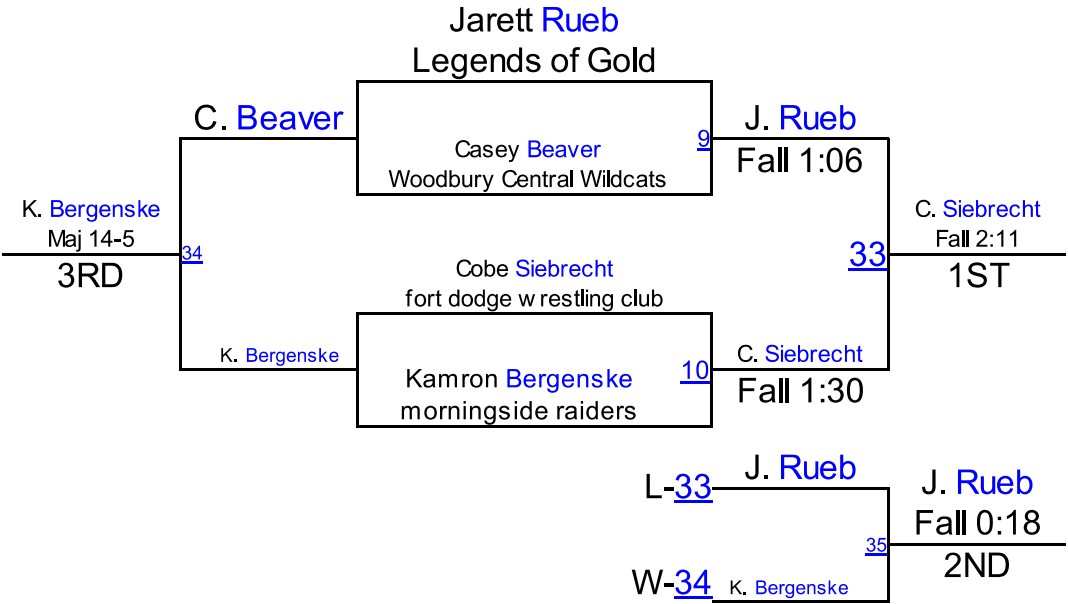 Jarett Rueb
Legends of Gold
C. Beaver
J. Rueb
Casey Beaver
9
Woodbury Central Wildcats
Fall 1:06
K. Bergenske
Maj 14-5
34
3RD
C. Siebrecht
Fall 2:11
33
1ST
Cobe Siebrecht
fort dodge wrestling club
K. Bergenske
C. Siebrecht
Kamron Bergenske
10
morningside raiders
Fall 1:30
L-33
J. Rueb
J. Rueb
Fall 0:18
35
2ND
W-34
K. Bergenske